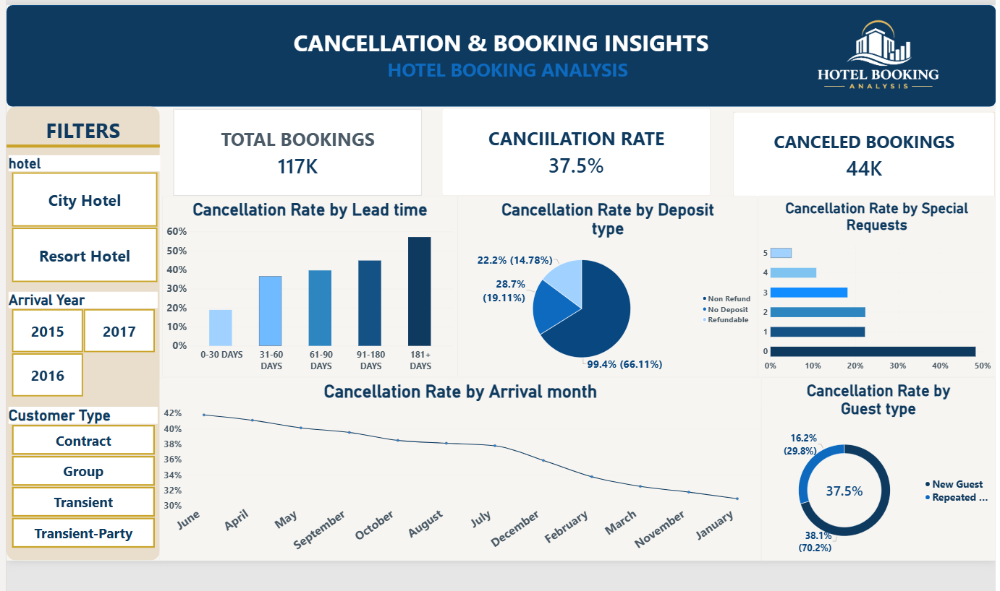 CANCELLATION & BOOKING INSIGHTS
HOTEL BOOKING ANALYSIS
HOTEL BOOKING
ANALYSIS
FILTERS
hotel
City Hotel
Resort Hotel
Arrival Year
2015
2017
2016
Customer Type
Contract
Group
Transient
Transient-Party
TOTAL BOOKINGS
117K
CANCIILATION RATE
37.5%
CANCELED BOOKINGS
44K
Cancellation Rate by Lead time
60%
50%
40%
30%
20%
10%
0%
0-30 DAYS
31-60
DAYS
61-90
DAYS
91-180
DAYS
181+
DAYS
Cancellation Rate by Deposit
type
22.2% (14.78%)
28.7%
(19.11%)
99.4% (66.11%)
Non Refund
No Deposit
Refundable
Cancellation Rate by Special
Requests
5
4
3
2
1
0
0%
10%
20%
30%
40%
50%
Cancellation Rate by Arrival month
42%
40%
38%
36%
34%
32%
30%
June
April
May
September
October
August
July
December
February
March
November
January
Cancellation Rate by
Guest type
16.2%
(29.8%)
37.5%
38.1%
(70.2%)
New Guest
Repeated ...